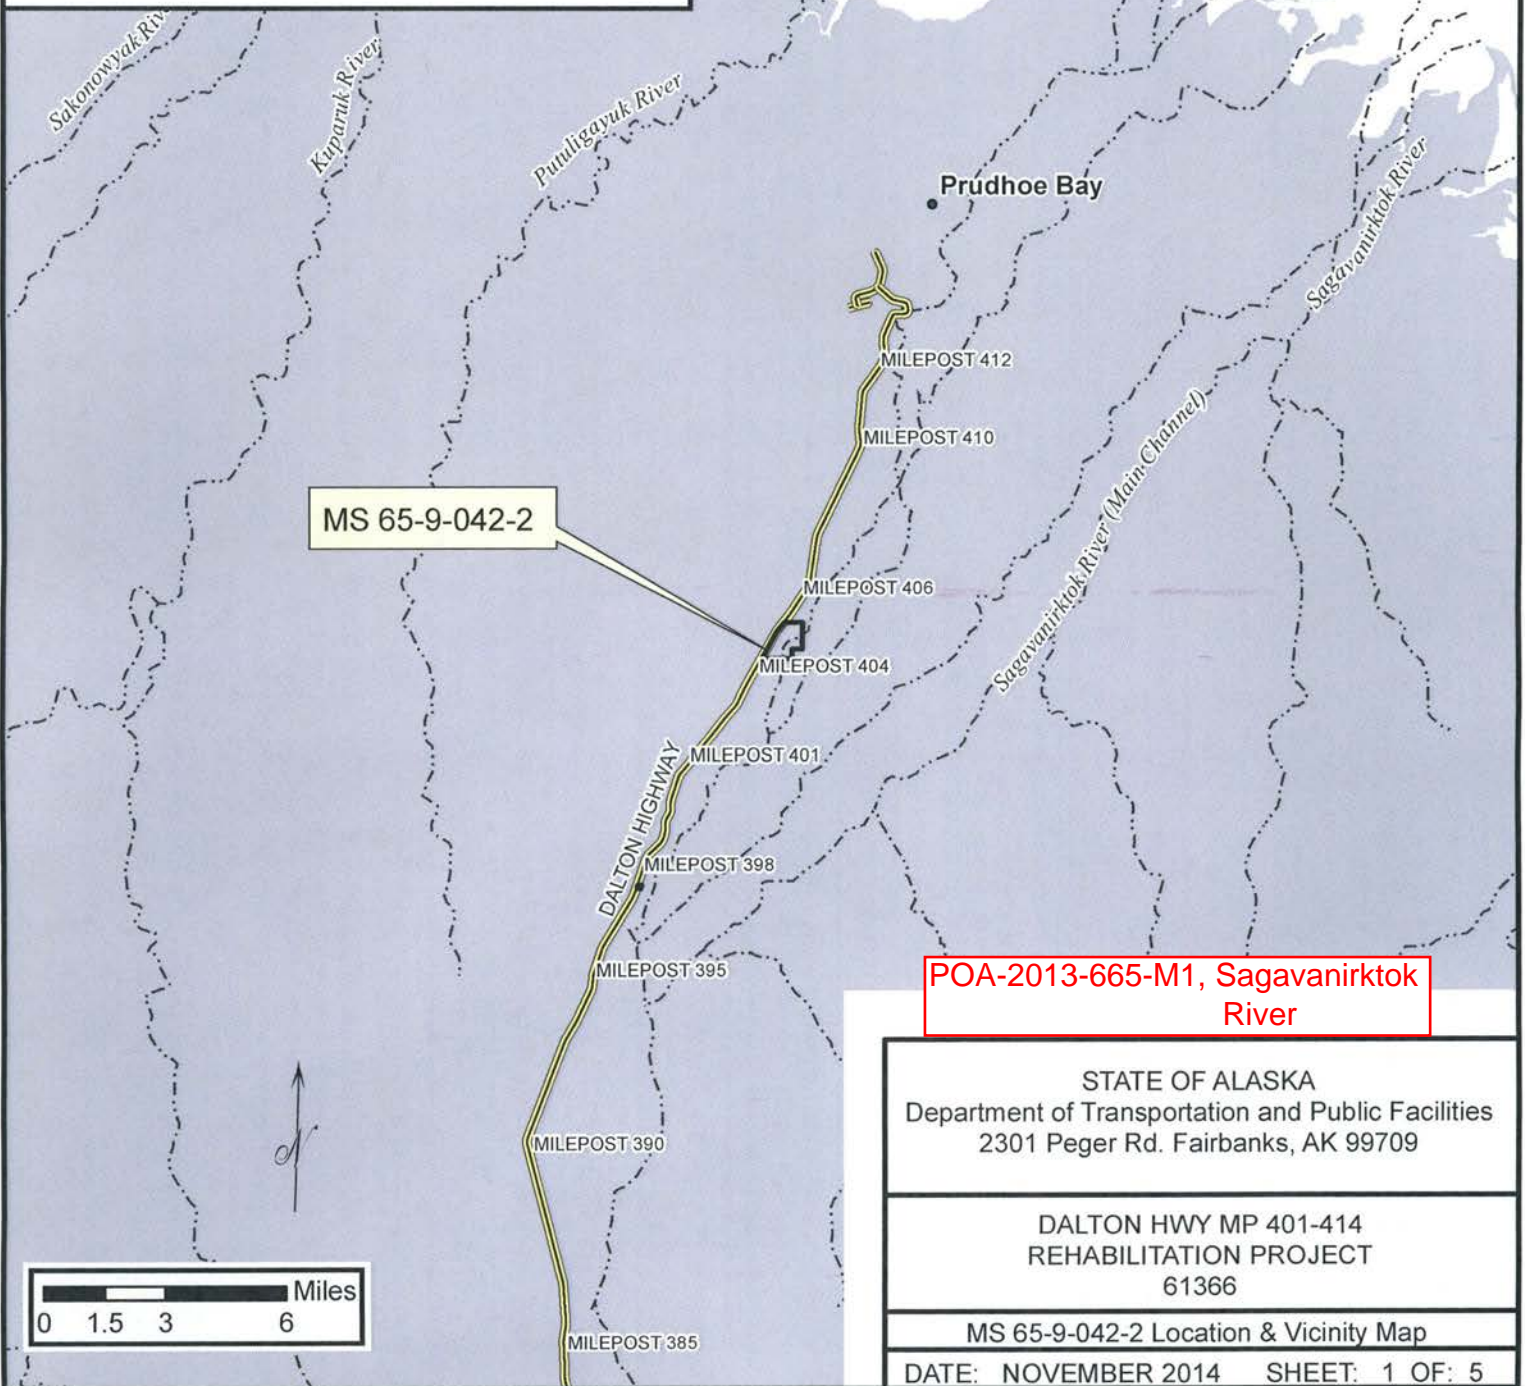 Sakonowyak Riv
Kuparuk River
Putuligayuk River
Prudhoe Bay
Sagavanirktok River
MILEPOST 412
MILEPOST 410
Sagavanirktok River (Main Channel)
MS 65-9-042-2
MILEPOST 406
MILEPOST 404
MILEPOST 401
DALTON HIGHWAY
MILEPOST 398
MILEPOST 395
POA-2013-665-M1, Sagavanirktok
River
STATE OF ALASKA
Department of Transportation and Public Facilities
2301 Peger Rd. Fairbanks, AK 99709
N
MILEPOST 390
DALTON HWY MP 401-414
REHABILITATION PROJECT
61366
Miles
0 1.5 3 6
MILEPOST 385
MS 65-9-042-2 Location & Vicinity Map
DATE: NOVEMBER 2014 SHEET: 1 OF: 5